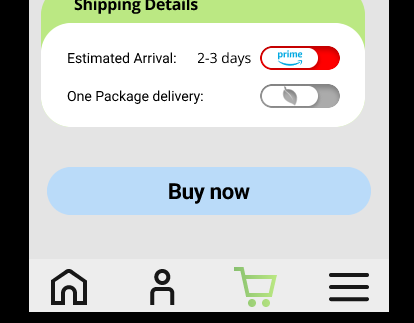 Shipping Details
Estimated Arrival: 2-3 days prime
One Package delivery:
Buy now